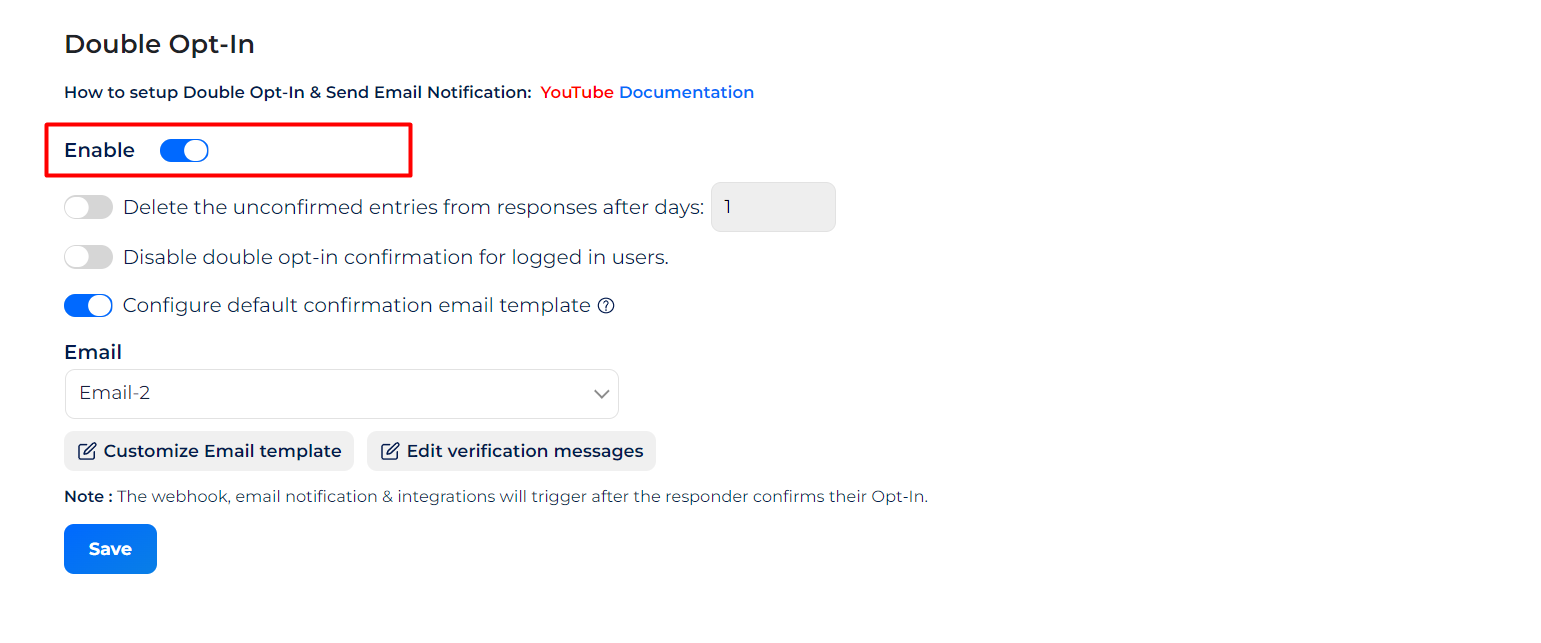 Double Opt-In
How to setup Double Opt-In & Send Email Notification: YouTube Documentation
Enable
Delete the unconfirmed entries from responses after days: 1
Disable double opt-in confirmation for logged in users.
Configure default confirmation email template ?
Email
Email-2
Customize Email template Edit verification messages
Note : The webhook, email notification & integrations will trigger after the responder confirms their Opt-In.
Save